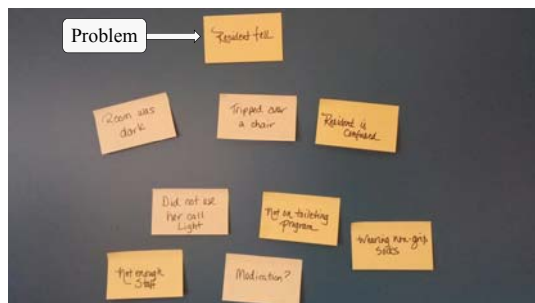 Problem
Resident fell
Room was
dark
Tripped over
a chair
Resident is
Confused
Did not use
her call
Light
Not on toileting
program
Wearing non-grip
socks
Not enough
Staff
Medication?